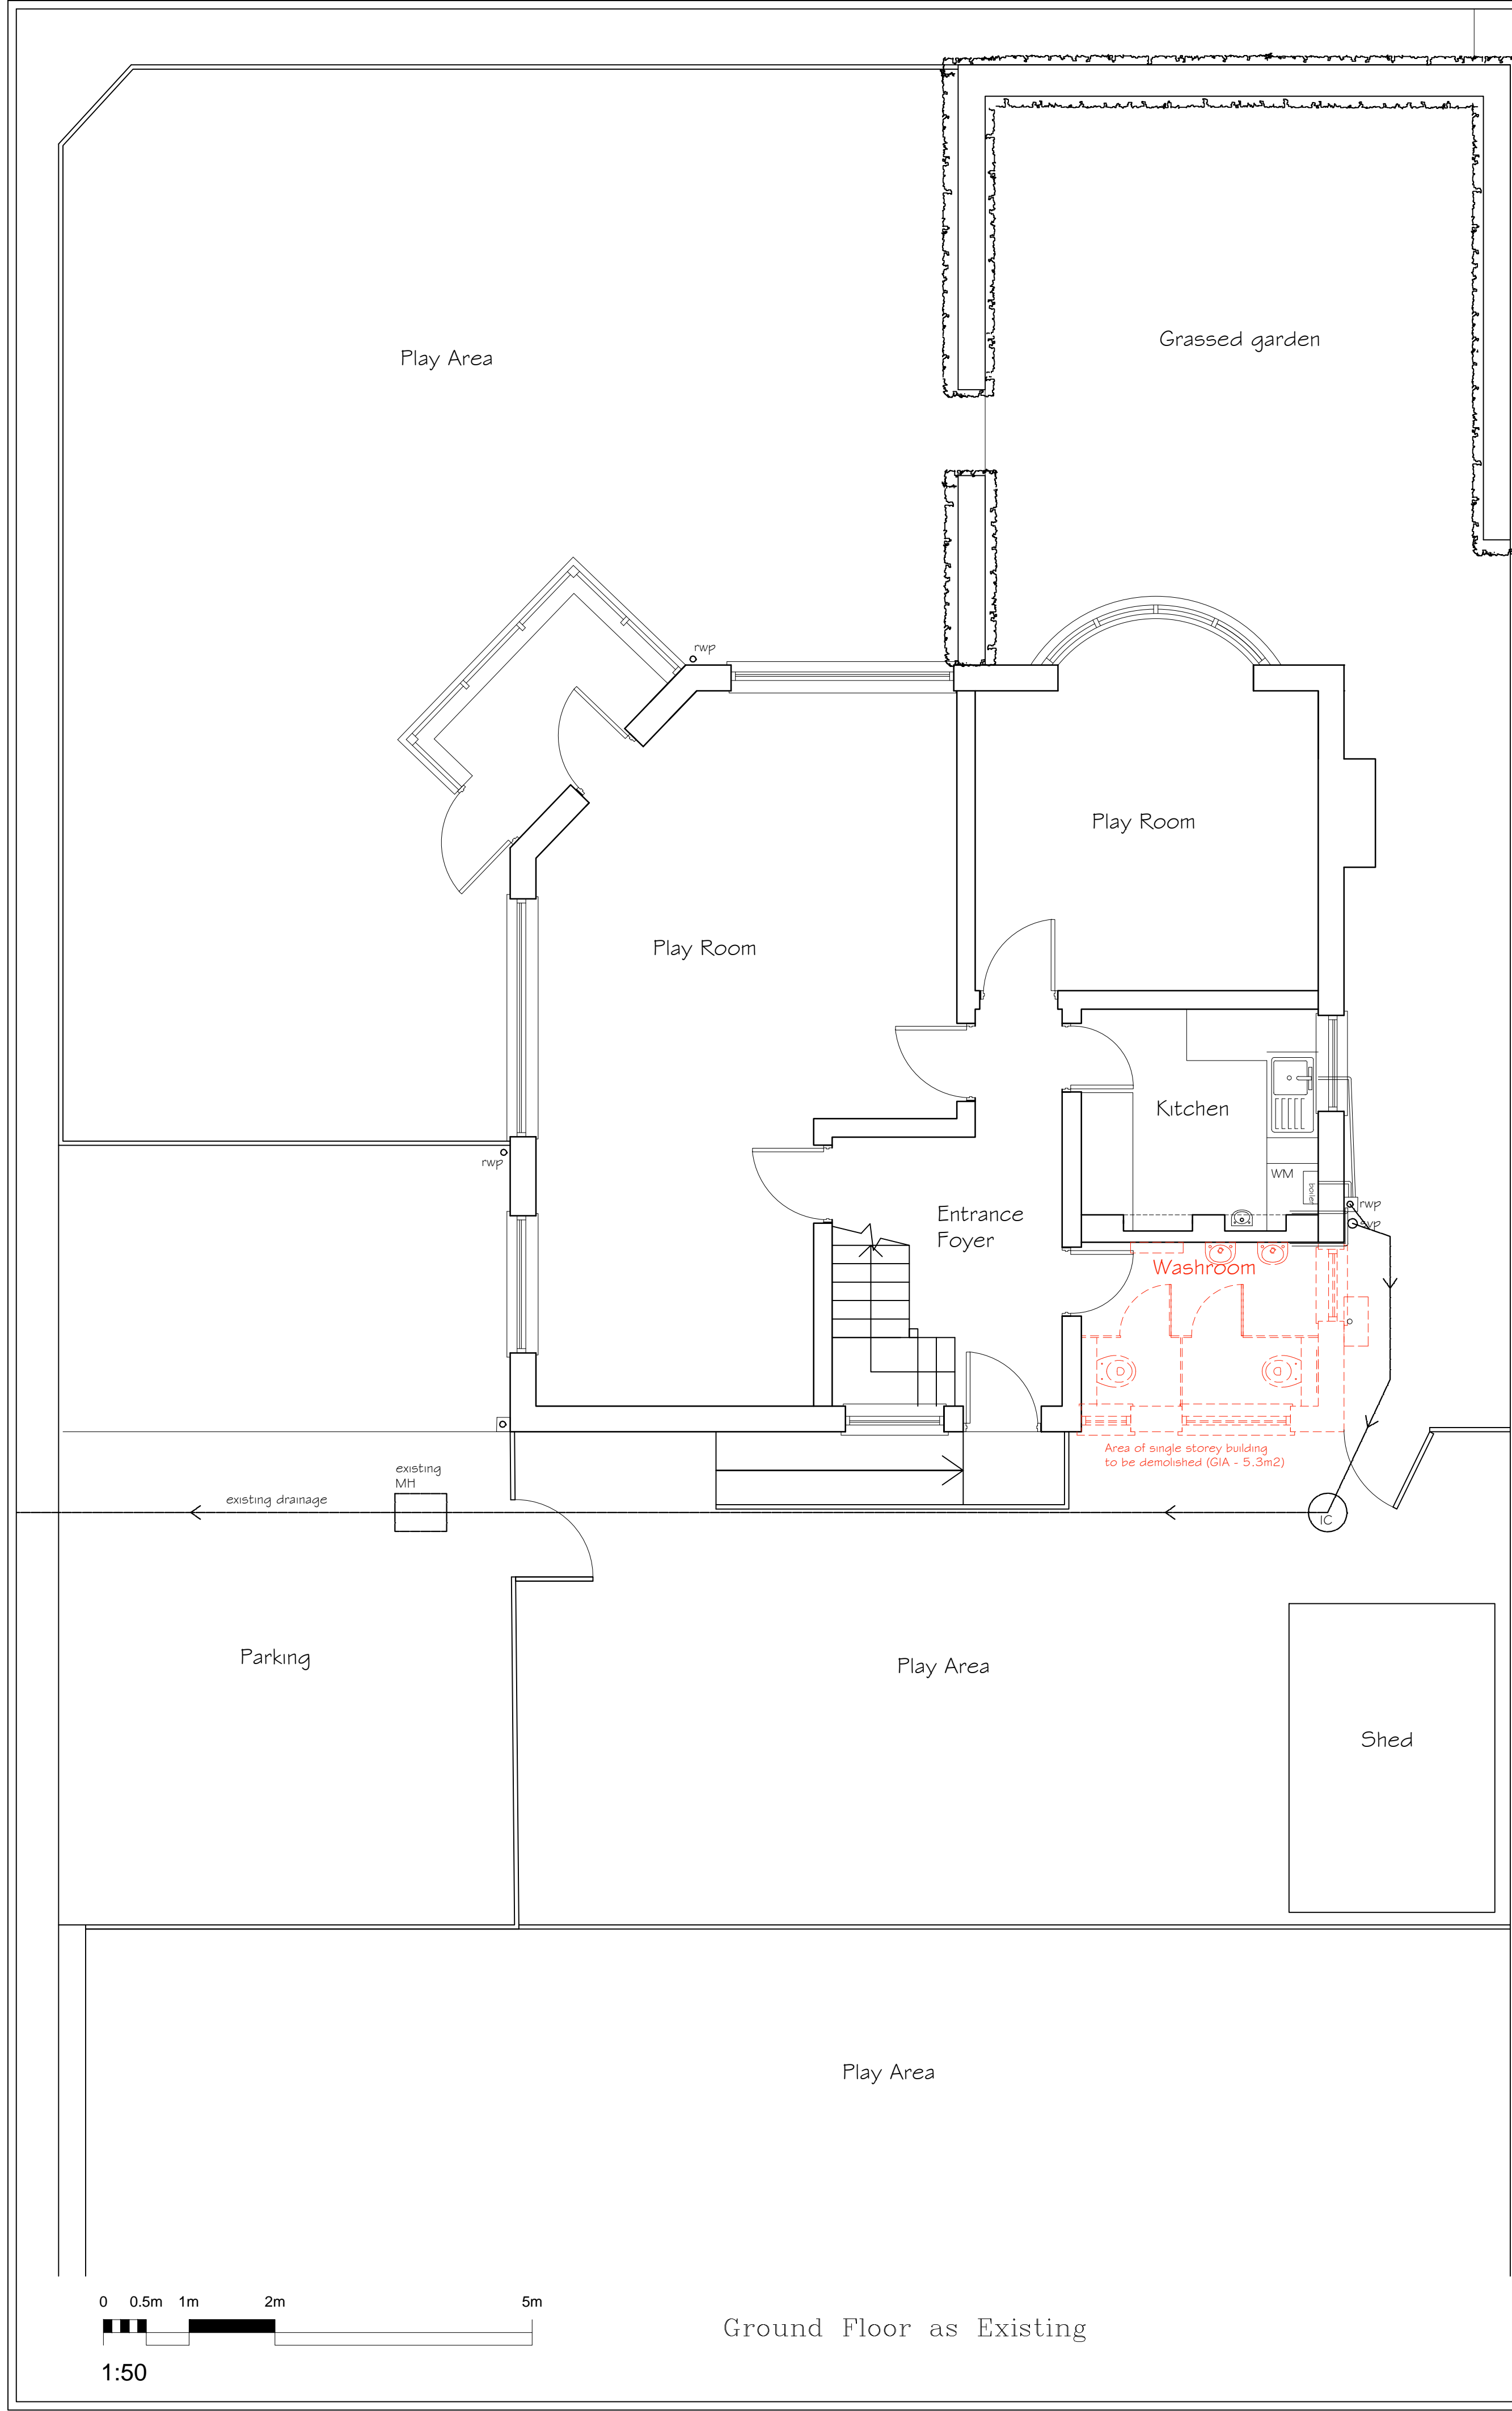 Play Area
Grassed garden
rwp
Play Room
Play Room
Kitchen
rwp
WM
boiler
rwp
svp
Entrance
Foyer
Washroom
Area of single storey building
to be demolished (GIA - 5.3m2)
existing
MH
existing drainage
IC
Parking
Play Area
Shed
Play Area
0 0.5m 1m 2m 5m
Ground Floor as Existing
1:50